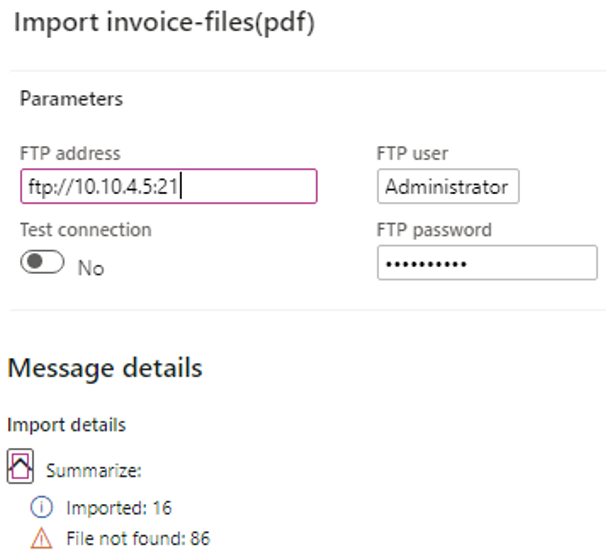 Import invoice-files(pdf)
Parameters
FTP address
FTP user
ftp://10.10.4.5:21
Administrator
Test connection
FTP password
No
••••••••••
Message details
Import details
Summarize:
Imported: 16
File not found: 86